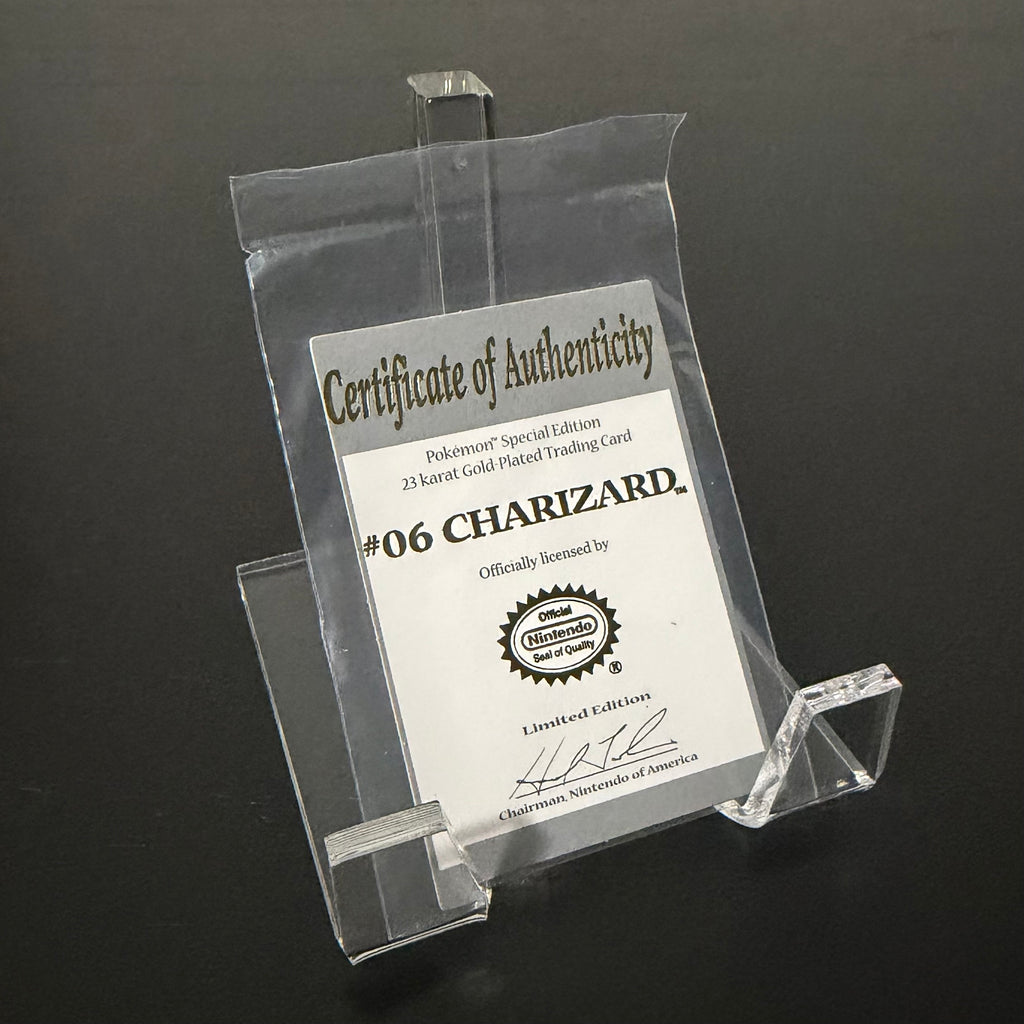 Certificate of Authenticity
Pokémon™ Special Edition
23 karat Gold-Plated Trading Card
#06 CHARIZARD™
Officially licensed by
Official
Nintendo
Seal of Quality
®
Limited Edition
Chairman, Nintendo of America